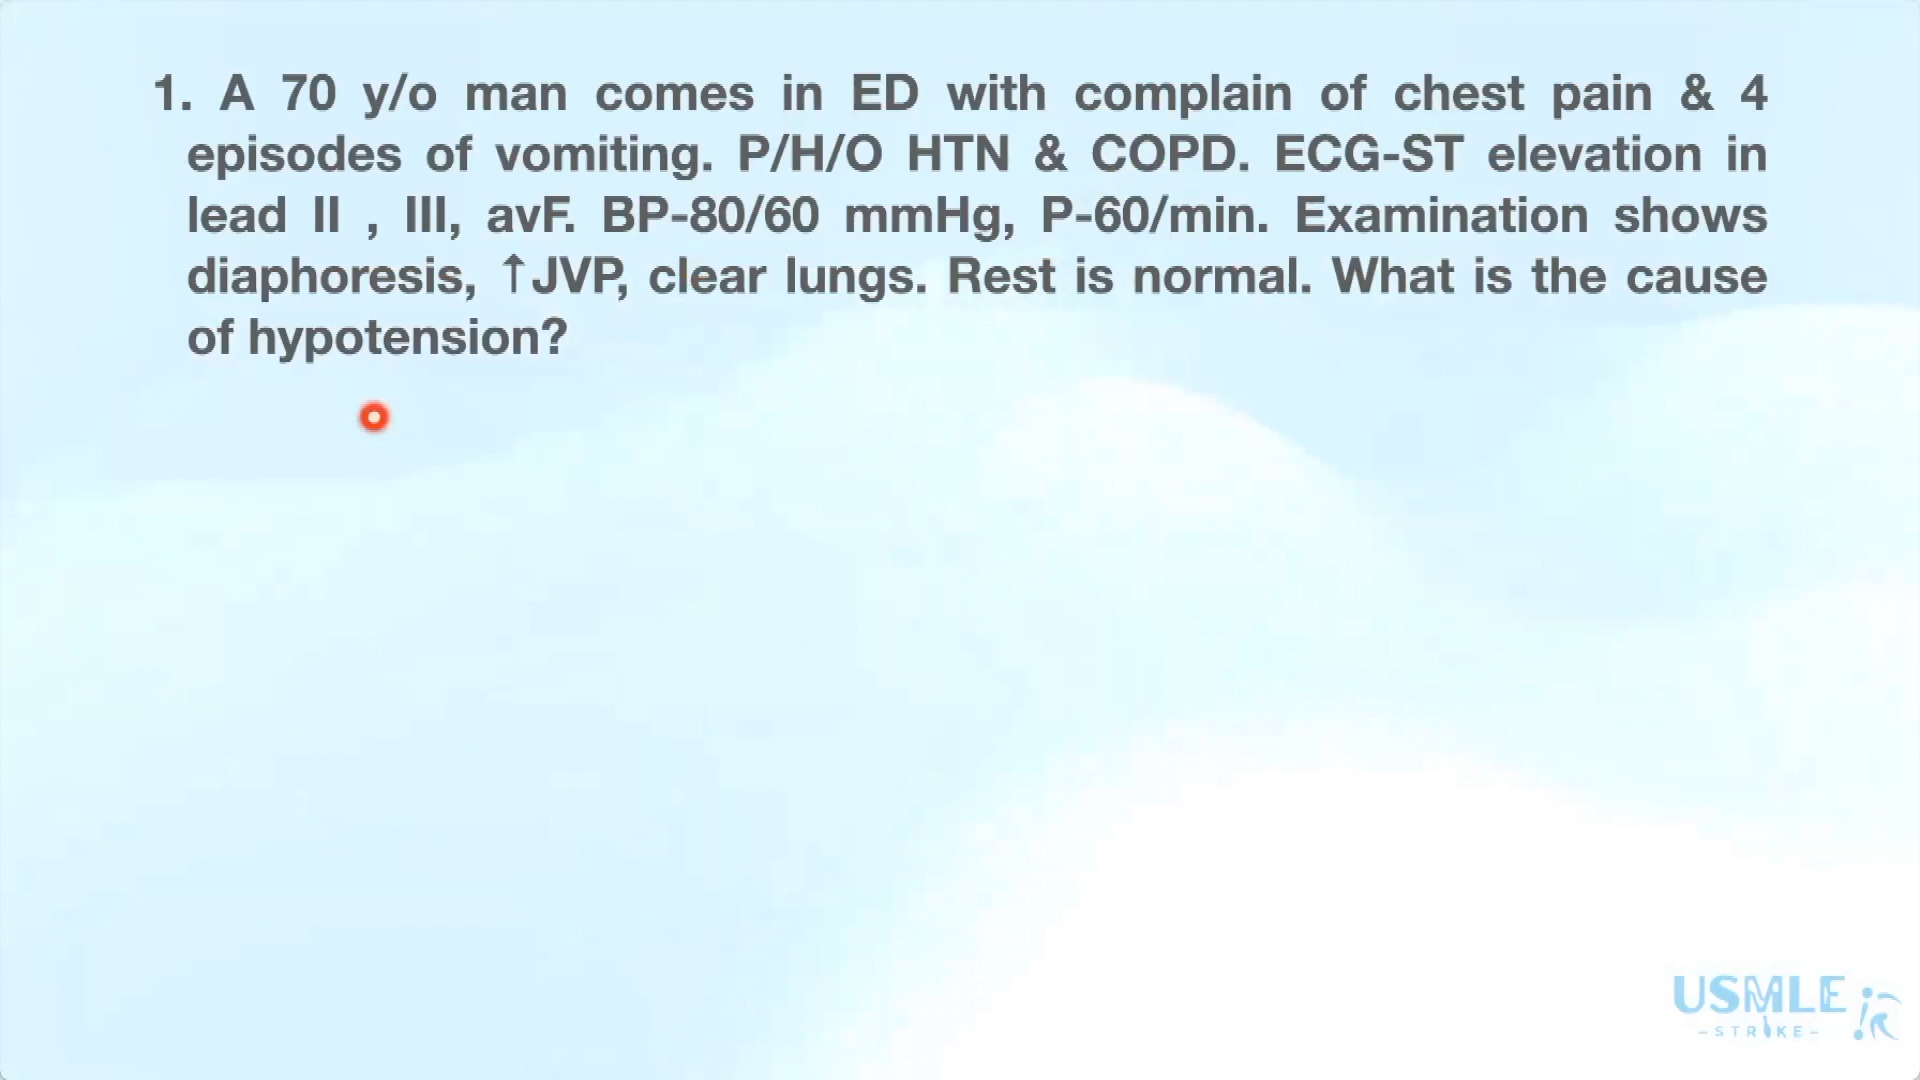 1. A 70 y/o man comes in ED with complain of chest pain & 4
episodes of vomiting. P/H/O HTN & COPD. ECG-ST elevation in
lead II , III, avF. BP-80/60 mmHg, P-60/min. Examination shows
diaphoresis, ↑JVP, clear lungs. Rest is normal. What is the cause
of hypotension?
USMLE
-STRIKE-